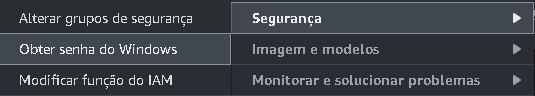 Alterar grupos de segurança
Segurança
Obter senha do Windows
Imagem e modelos
Modificar função do IAM
Monitorar e solucionar problemas